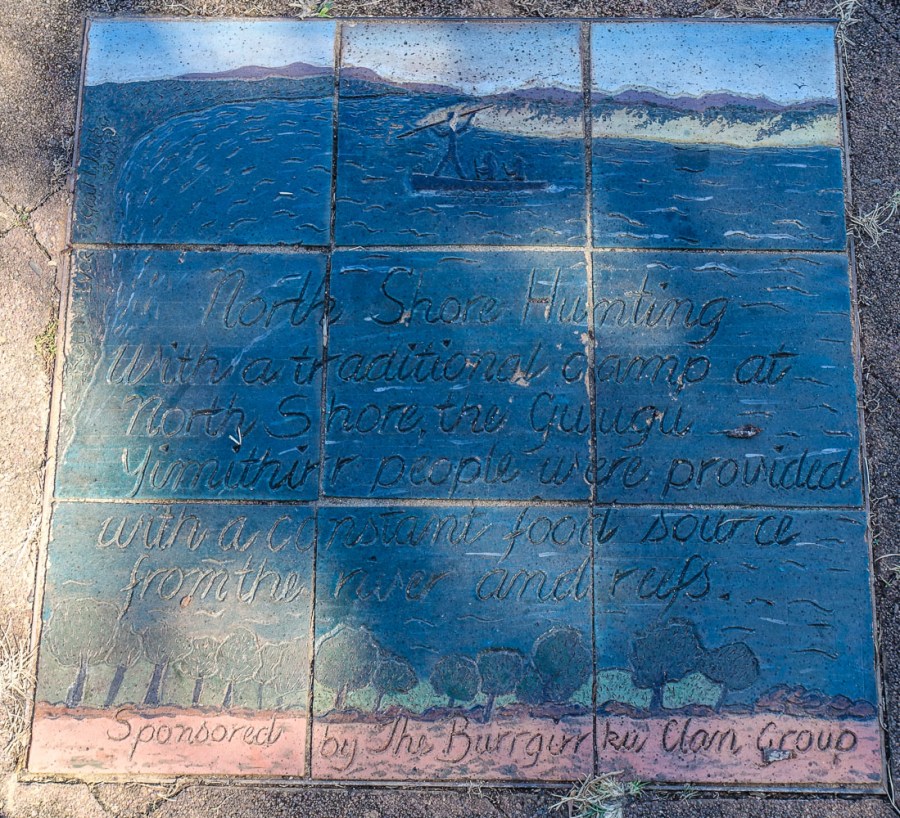 North Shore Hunting
With a traditional camp at
North Shore, the Guugu
Yimithirr people were provided
with a constant food source
from the river and reefs.
Sponsored by The Burrgirrku Clan Group